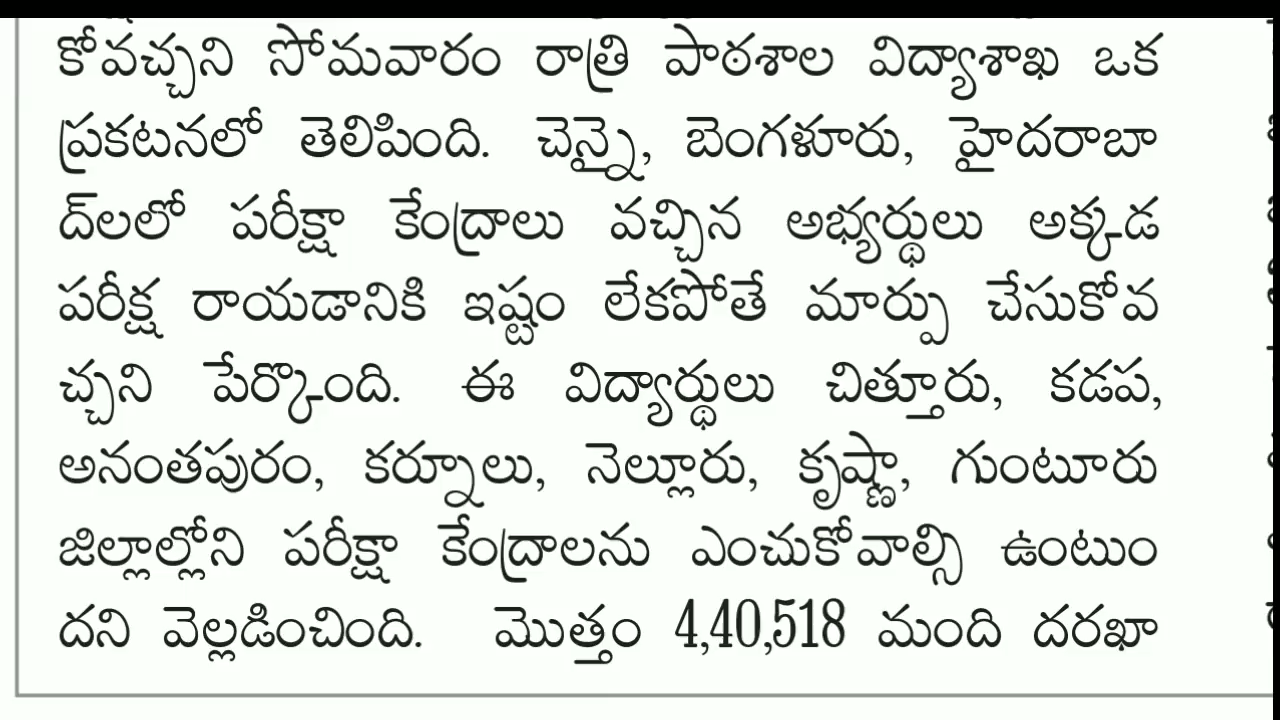 కోవచ్చని సోమవారం రాత్రి పాఠశాల విద్యాశాఖ ఒక
ప్రకటనలో తెలిపింది. చెన్నై, బెంగళూరు, హైదరాబా
ద్‌లలో పరీక్షా కేంద్రాలు వచ్చిన అభ్యర్థులు అక్కడ
పరీక్ష రాయడానికి ఇష్టం లేకపోతే మార్పు చేసుకోవ
చ్చని పేర్కొంది. ఈ విద్యార్థులు చిత్తూరు, కడప,
అనంతపురం, కర్నూలు, నెల్లూరు, కృష్ణా, గుంటూరు
జిల్లాల్లోని పరీక్షా కేంద్రాలను ఎంచుకోవాల్సి ఉంటుం
దని వెల్లడించింది. మొత్తం 4,40,518 మంది దరఖా